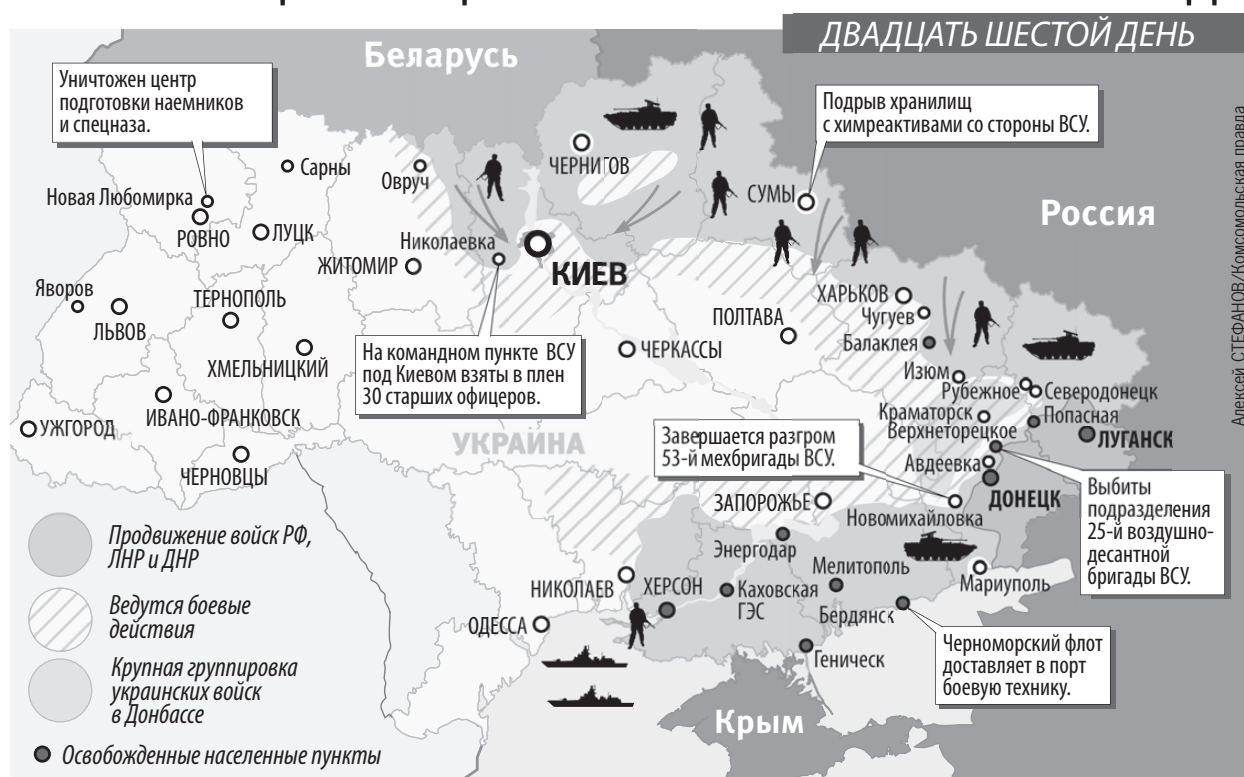 ДВАДЦАТЬ ШЕСТОЙ ДЕНЬ
Беларусь
Уничтожен центр
подготовки наемников
и спецназа.
Подрыв хранилищ
с химреактивами со стороны ВСУ.
Алексей СТЕФАНОВ/Комсомольская правда
Россия
Сарны
Овруч
ЧЕРНИГОВ
СУМЫ
Новая Любомирка
РОВНО
ЛУЦК
ЖИТОМИР
Николаевка
КИЕВ
Яворов
ЛЬВОВ
ТЕРНОПОЛЬ
ХМЕЛЬНИЦКИЙ
ПОЛТАВА
ХАРЬКОВ
Чугуев
Балаклея
На командном пункте ВСУ
под Киевом взяты в плен
30 старших офицеров.
ЧЕРКАССЫ
Изюм
Рубежное
Северодонецк
Краматорск
Попасная
Верхнеторецкое
ЛУГАНСК
ИВАНО-ФРАНКОВСК
УЖГОРОД
ЧЕРНОВЦЫ
УКРАИНА
Завершается разгром
53-й мехбригады ВСУ.
Авдеевка
ДОНЕЦК
ЗАПОРОЖЬЕ
Новомихайловка
Выбиты
подразделения
25-й воздушно-
десантной
бригады ВСУ.
Энергодар
Мелитополь
Мариуполь
НИКОЛАЕВ
ХЕРСОН
Каховская
ГЭС
Бердянск
ОДЕССА
Геническ
Черноморский флот
доставляет в порт
боевую технику.
Крым
Продвижение войск РФ,
ЛНР и ДНР
Ведутся боевые
действия
Крупная группировка
украинских войск
в Донбассе
Освобожденные населенные пункты